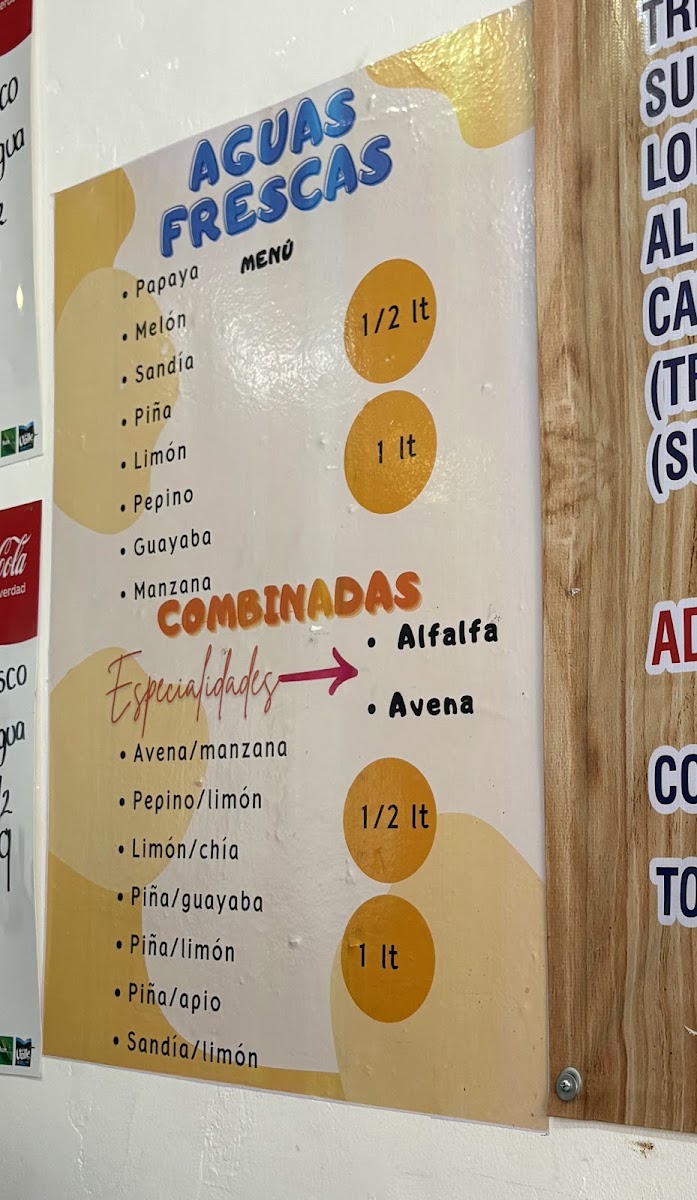 AGUAS
FRESCAS
MENÚ
• Papaya
• Melón
• Sandía
• Piña
• Limón
• Pepino
• Guayaba
• Manzana
1/2 lt
1 lt
COMBINADAS
Especialidades
• Alfalfa
• Avena
• Avena/manzana
• Pepino/limón
• Limón/chía
• Piña/guayaba
• Piña/limón
• Piña/apio
• Sandía/limón
1/2 lt
1 lt